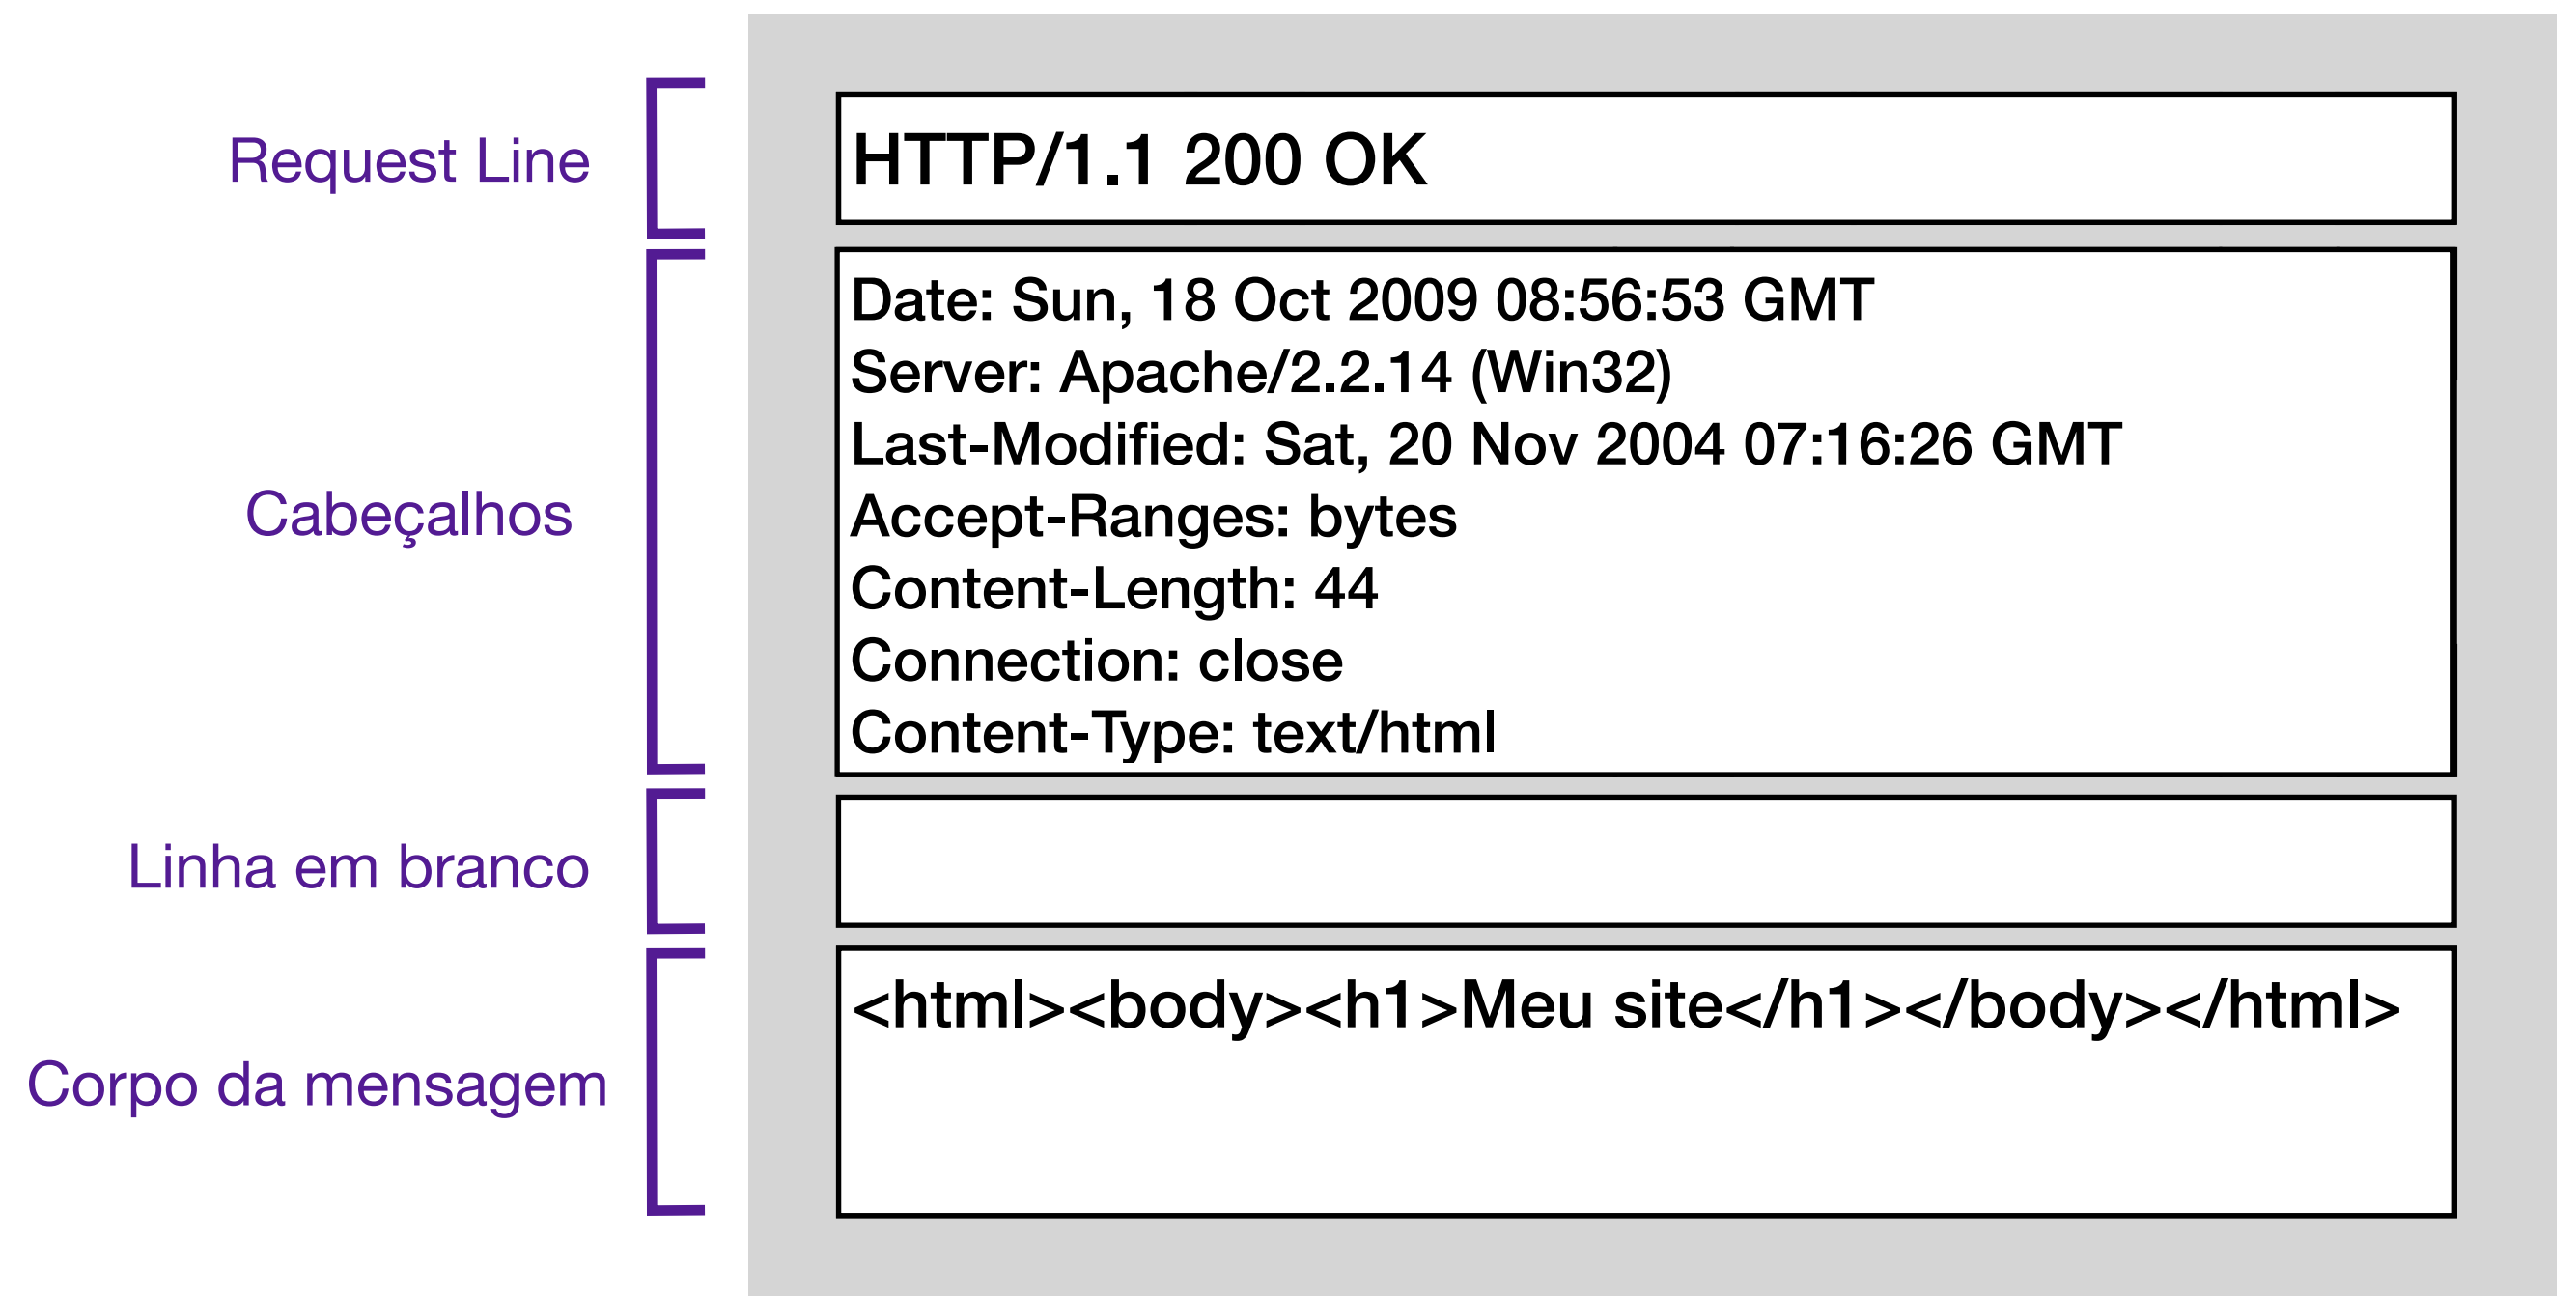 Request Line
HTTP/1.1 200 OK
Cabeçalhos
Date: Sun, 18 Oct 2009 08:56:53 GMT
Server: Apache/2.2.14 (Win32)
Last-Modified: Sat, 20 Nov 2004 07:16:26 GMT
Accept-Ranges: bytes
Content-Length: 44
Connection: close
Content-Type: text/html
Linha em branco
Corpo da mensagem
<html><body><h1>Meu site</h1></body></html>